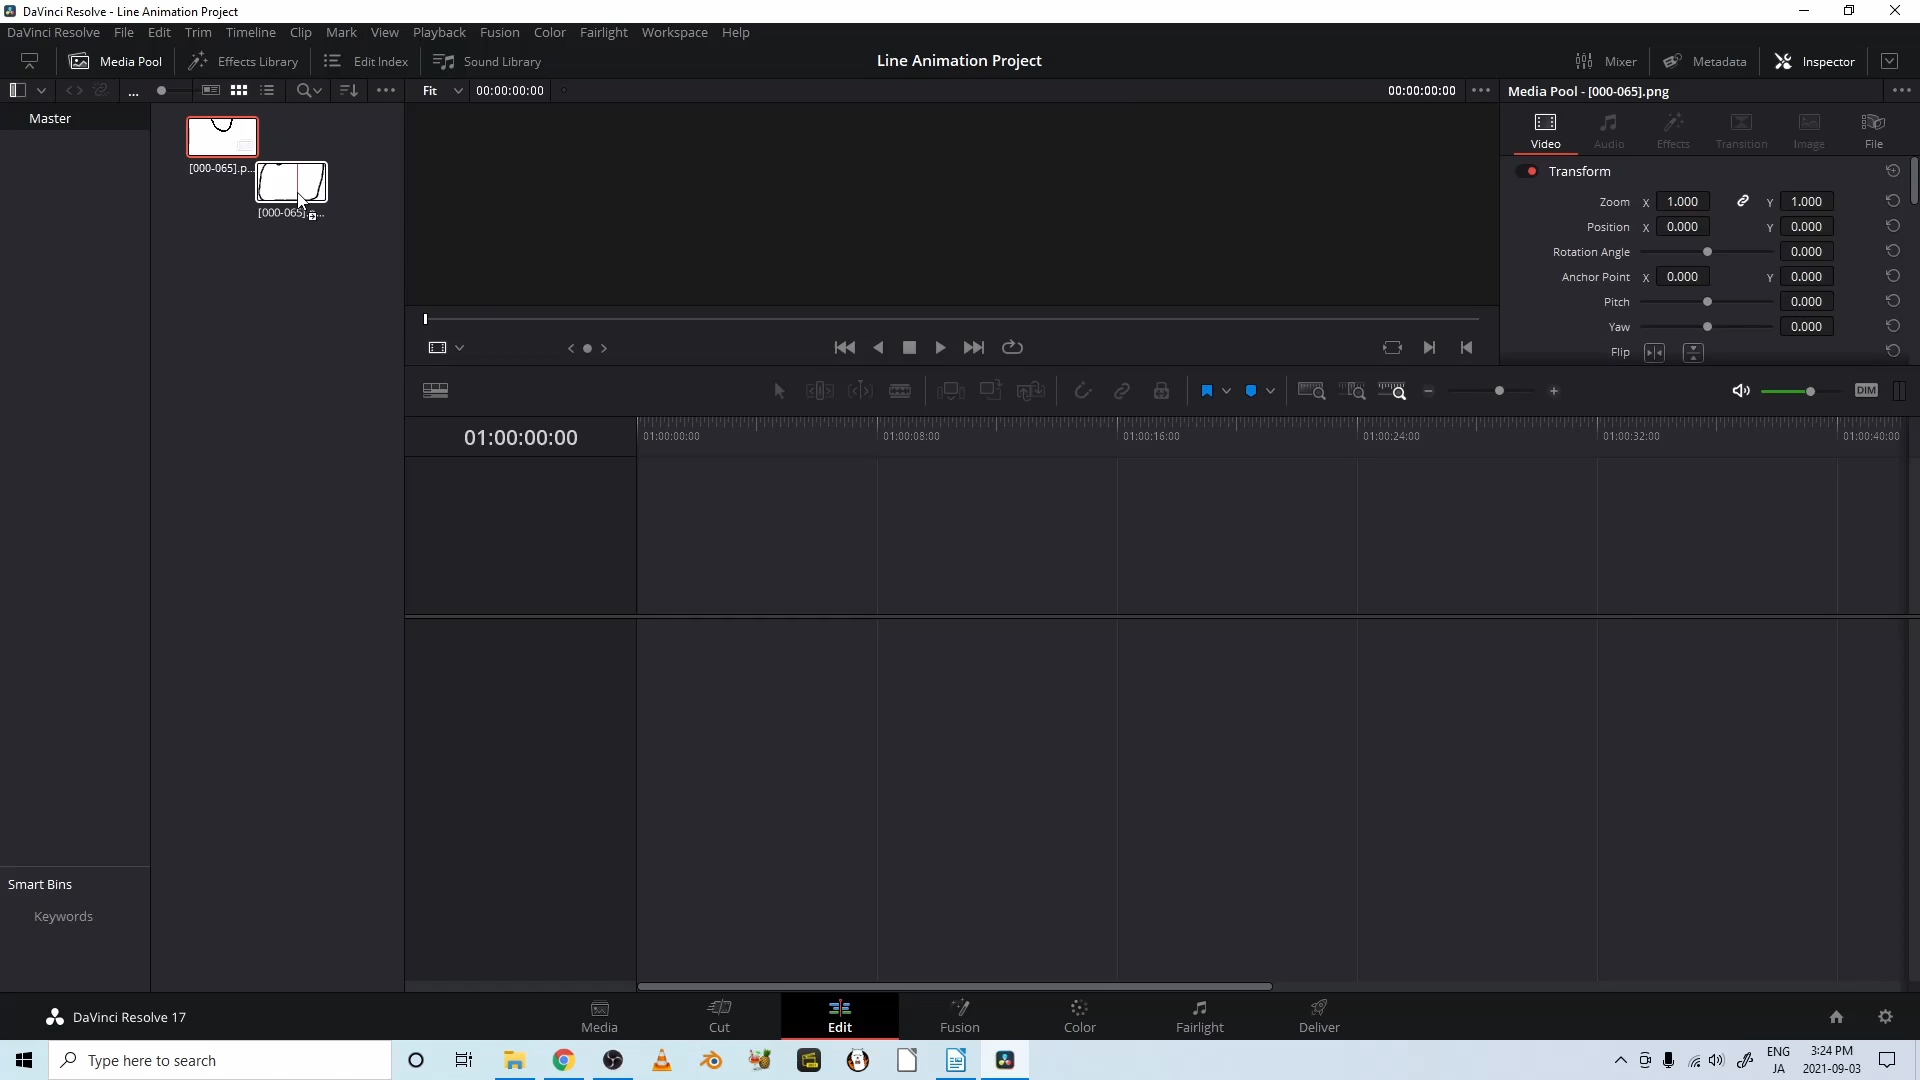 DaVinci Resolve - Line Animation Project
DaVinci Resolve File Edit Trim Timeline Clip Mark View Playback Fusion Color Fairlight Workspace Help
Media Pool Effects Library Edit Index Sound Library Line Animation Project Mixer Metadata Inspector
... Fit 00:00:00:00 00:00:00:00 ... Media Pool - [000-065].png ...
Master
Video Audio Effects Transition Image File
[000-065].p...
[000-065].p...
Transform
Zoom X 1.000 Y 1.000
Position X 0.000 Y 0.000
Rotation Angle 0.000
Anchor Point X 0.000 Y 0.000
Pitch 0.000
Yaw 0.000
Flip
DIM
01:00:00:00
01:00:00:00 01:00:08:00 01:00:16:00 01:00:24:00 01:00:32:00 01:00:40:00
Smart Bins
Keywords
DaVinci Resolve 17
Media Cut Edit Fusion Color Fairlight Deliver
Type here to search
ENG
JA
3:24 PM
2021-09-03